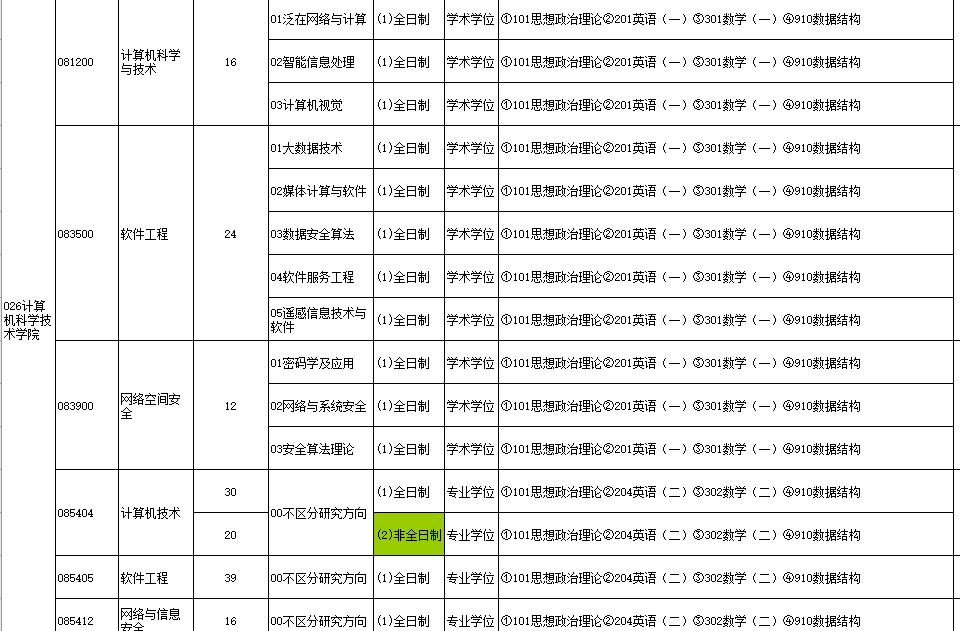 01泛在网络与计算 (1)全日制 学术学位 ①101思想政治理论②201英语（一）③301数学（一）④910数据结构
081200 计算机科学与技术 16 02智能信息处理 (1)全日制 学术学位 ①101思想政治理论②201英语（一）③301数学（一）④910数据结构
03计算机视觉 (1)全日制 学术学位 ①101思想政治理论②201英语（一）③301数学（一）④910数据结构
01大数据技术 (1)全日制 学术学位 ①101思想政治理论②201英语（一）③301数学（一）④910数据结构
02媒体计算与软件 (1)全日制 学术学位 ①101思想政治理论②201英语（一）③301数学（一）④910数据结构
083500 软件工程 24 03数据安全算法 (1)全日制 学术学位 ①101思想政治理论②201英语（一）③301数学（一）④910数据结构
04软件服务工程 (1)全日制 学术学位 ①101思想政治理论②201英语（一）③301数学（一）④910数据结构
026计算机科学技术学院 05遥感信息技术与软件 (1)全日制 学术学位 ①101思想政治理论②201英语（一）③301数学（一）④910数据结构
01密码学及应用 (1)全日制 学术学位 ①101思想政治理论②201英语（一）③301数学（一）④910数据结构
083900 网络空间安全 12 02网络与系统安全 (1)全日制 学术学位 ①101思想政治理论②201英语（一）③301数学（一）④910数据结构
03安全算法理论 (1)全日制 学术学位 ①101思想政治理论②201英语（一）③301数学（一）④910数据结构
30 (1)全日制 专业学位 ①101思想政治理论②204英语（二）③302数学（二）④910数据结构
085404 计算机技术 00不区分研究方向
20 (2)非全日制 专业学位 ①101思想政治理论②204英语（二）③302数学（二）④910数据结构
085405 软件工程 39 00不区分研究方向 (1)全日制 专业学位 ①101思想政治理论②204英语（二）③302数学（二）④910数据结构
085412 网络与信息安全 16 00不区分研究方向 (1)全日制 专业学位 ①101思想政治理论②204英语（二）③302数学（二）④910数据结构